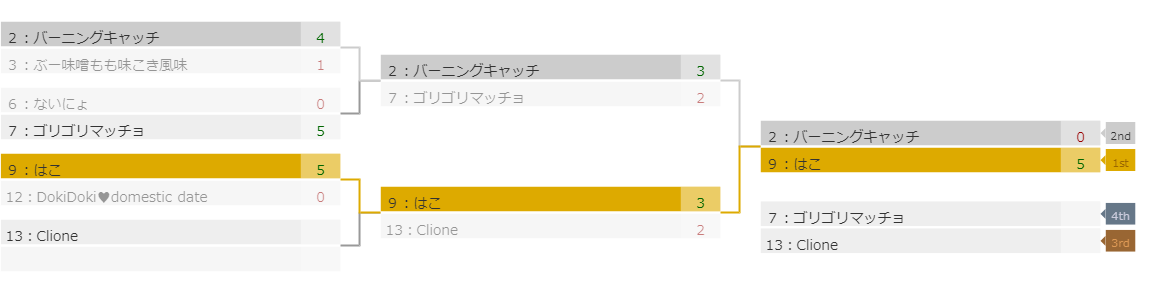 2：バーニングキャッチ 4
3：ぶー味噌もも味こき風味 1
6：ないにょ 0
7：ゴリゴリマッチョ 5
9：はこ 5
12：DokiDoki♥domestic date 0
13：Clione
2：バーニングキャッチ 3
7：ゴリゴリマッチョ 2
9：はこ 3
13：Clione 2
2：バーニングキャッチ 0 2nd
9：はこ 5 1st
7：ゴリゴリマッチョ 4th
13：Clione 3rd